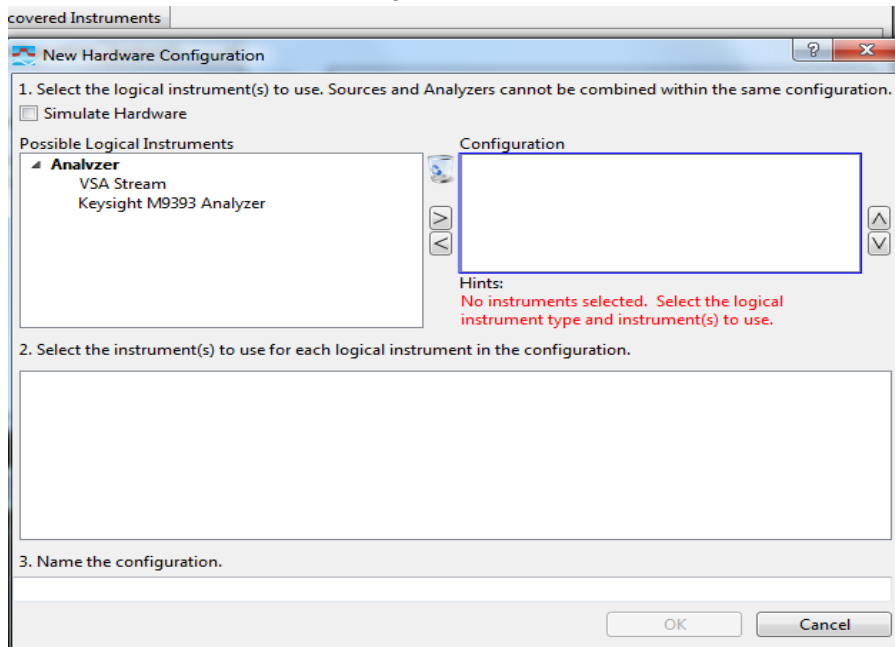 covered Instruments
New Hardware Configuration
?
1. Select the logical instrument(s) to use. Sources and Analyzers cannot be combined within the same configuration.
Simulate Hardware
Possible Logical Instruments
Configuration
Analyzer
VSA Stream
Keysight M9393 Analyzer
>
<
Hints:
No instruments selected. Select the logical
instrument type and instrument(s) to use.
2. Select the instrument(s) to use for each logical instrument in the configuration.
3. Name the configuration.
OK
Cancel